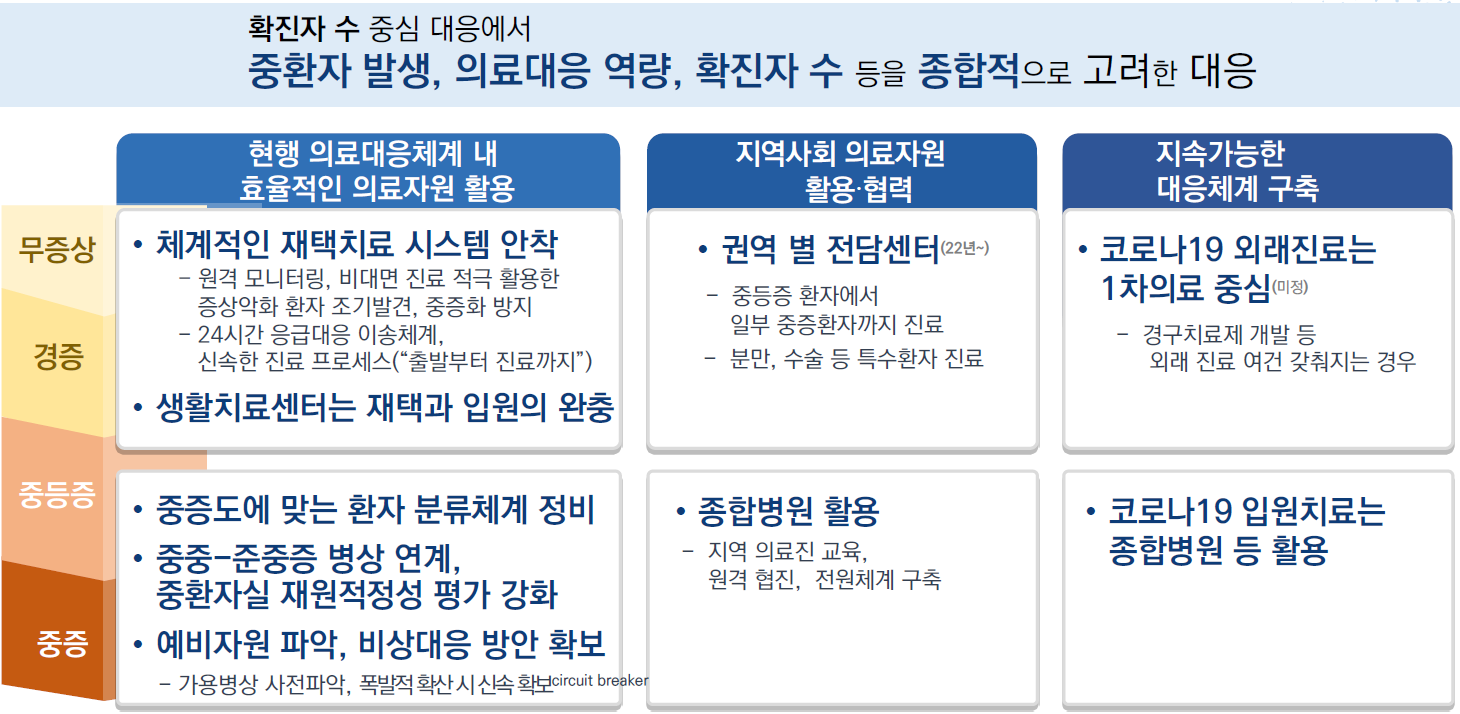 확진자 수 중심 대응에서
중환자 발생, 의료대응 역량, 확진자 수 등을 종합적으로 고려한 대응
현행 의료대응체계 내
효율적인 의료자원 활용
지역사회 의료자원
활용·협력
지속가능한
대응체계 구축
무증상
경증
중등증
중증
• 체계적인 재택치료 시스템 안착
– 원격 모니터링, 비대면 진료 적극 활용한
증상악화 환자 조기발견, 중증화 방지
– 24시간 응급대응 이송체계,
신속한 진료 프로세스(“출발부터 진료까지”)
• 생활치료센터는 재택과 입원의 완충
• 권역 별 전담센터(22년~)
– 중등증 환자에서
일부 중증환자까지 진료
– 분만, 수술 등 특수환자 진료
• 코로나19 외래진료는
1차의료 중심(미정)
– 경구치료제 개발 등
외래 진료 여건 갖춰지는 경우
• 중증도에 맞는 환자 분류체계 정비
• 중중-준중증 병상 연계,
중환자실 재원적정성 평가 강화
• 예비자원 파악, 비상대응 방안 확보
– 가용병상 사전파악, 폭발적 확산 시 신속 확보 circuit breaker
• 종합병원 활용
– 지역 의료진 교육,
원격 협진, 전원체계 구축
• 코로나19 입원치료는
종합병원 등 활용